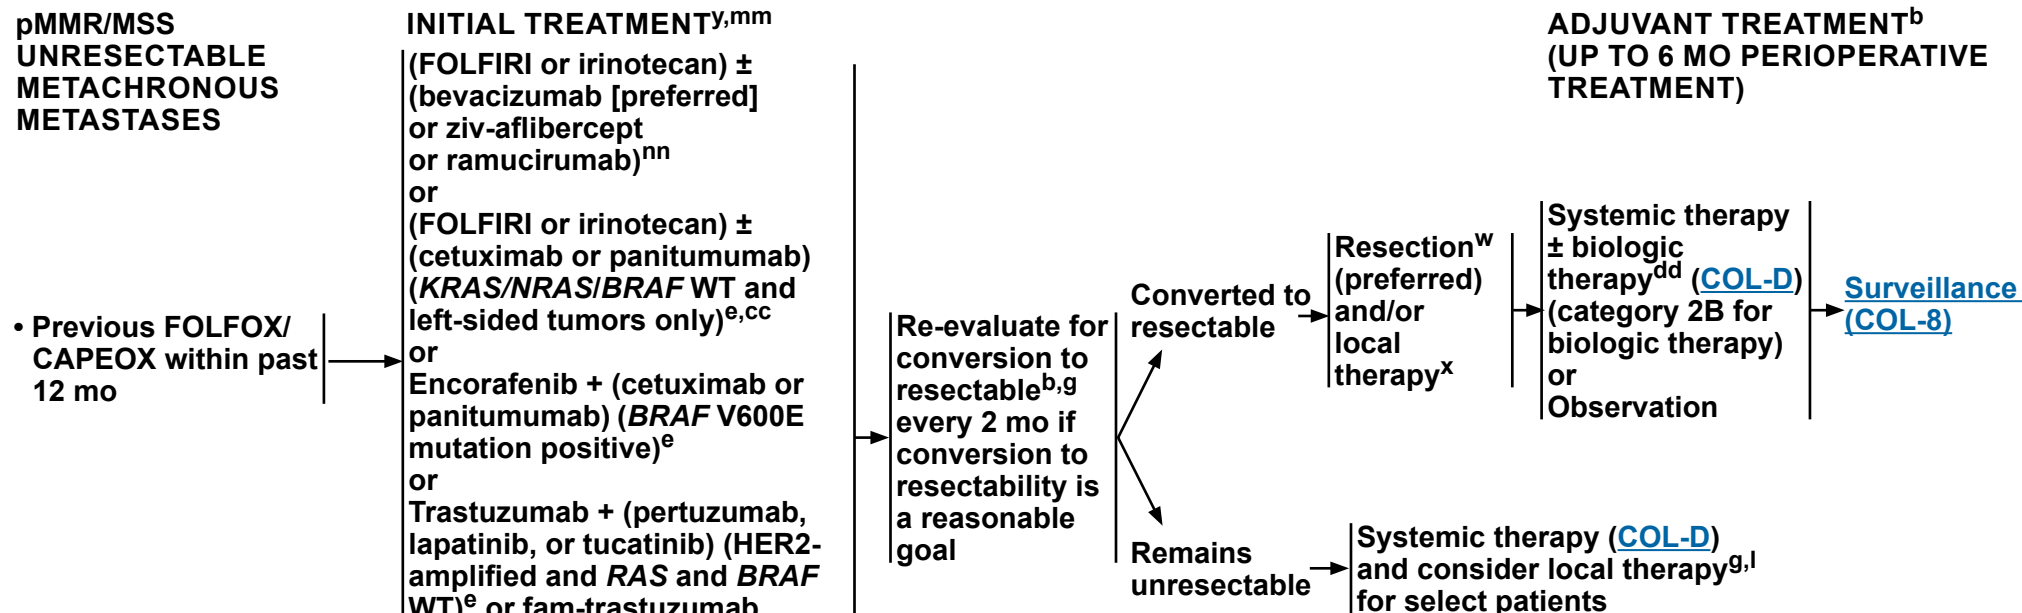 pMMR/MSS
UNRESECTABLE
METACHRONOUS
METASTASES
• Previous FOLFOX/
CAPEOX within past
12 mo
INITIAL TREATMENTy,mm
(FOLFIRI or irinotecan) ±
(bevacizumab [preferred]
or ziv-aflibercept
or ramucirumab)nn
or
(FOLFIRI or irinotecan) ±
(cetuximab or panitumumab)
(KRAS/NRAS/BRAF WT and
left-sided tumors only)e,cc
or
Encorafenib + (cetuximab or
panitumumab) (BRAF V600E
mutation positive)e
or
Trastuzumab + (pertuzumab,
lapatinib, or tucatinib) (HER2-
amplified and RAS and BRAF
WT)e or fam-trastuzumab
Re-evaluate for
conversion to
resectableb,g
every 2 mo if
conversion to
resectability is
a reasonable
goal
Converted to
resectable
Resectionw
(preferred)
and/or
local
therapyx
ADJUVANT TREATMENTb
(UP TO 6 MO PERIOPERATIVE
TREATMENT)
Systemic therapy
± biologic
therapydd (COL-D)
(category 2B for
biologic therapy)
or
Observation
Surveillance
(COL-8)
Remains
unresectable
Systemic therapy (COL-D)
and consider local therapyg,l
for select patients